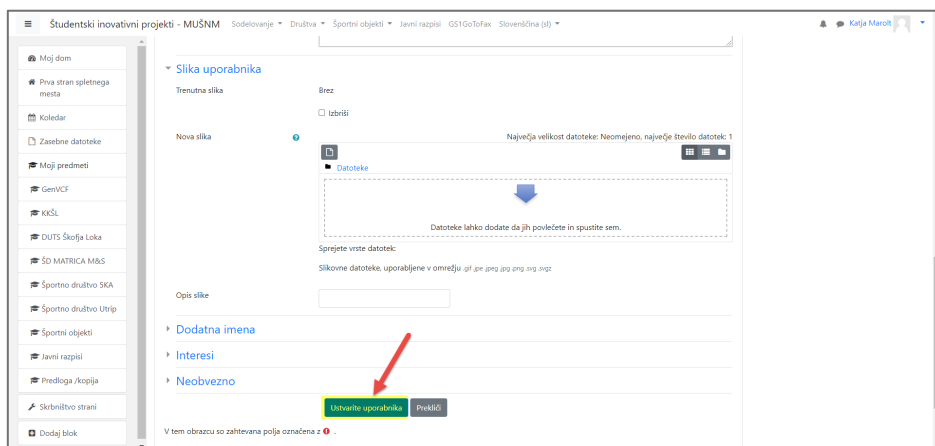 Študentski inovativni projekti - MUŠNM Sodelovanje Društva Športni objekti Javni razpisi GS1GoToFax Slovenščina (sl) Katja Marolt
Moj dom
Prva stran spletnega
mesta
Koledar
Zasebne datoteke
Moji predmeti
GenVCF
KKŠL
DUTS Škofja Loka
ŠD MATRICA M&S
Športno društvo 5KA
Športno društvo Utrip
Športni objekti
Javni razpisi
Predloga /kopija
Skrbništvo strani
Dodaj blok
Slika uporabnika
Trenutna slika Brez
Izbriši
Nova slika Največja velikost datoteke: Neomejeno, največje število datotek: 1
Datoteke
Datoteke lahko dodate da jih povlečete in spustite sem.
Sprejete vrste datotek:
Slikovne datoteke, uporabljene v omrežju .gif .jpe .jpeg .jpg .png .svg .svgz
Opis slike
Dodatna imena
Interesi
Neobvezno
Ustvarite uporabnika Prekliči
V tem obrazcu so zahtevana polja označena z .